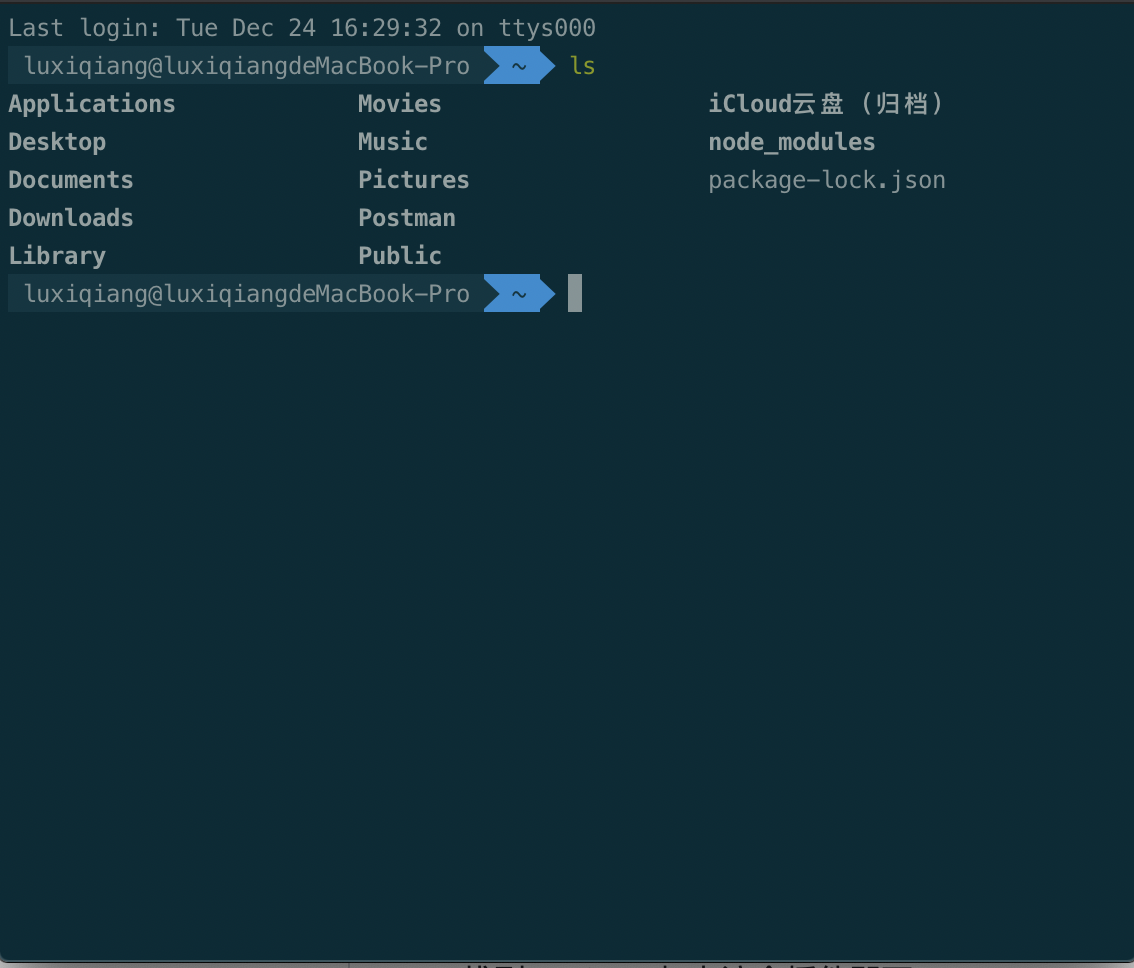 Last login: Tue Dec 24 16:29:32 on ttys000
luxiqiang@luxiqiangdeMacBook-Pro ~ ls
Applications Movies iCloud云盘（归档）
Desktop Music node_modules
Documents Pictures package-lock.json
Downloads Postman
Library Public
luxiqiang@luxiqiangdeMacBook-Pro ~